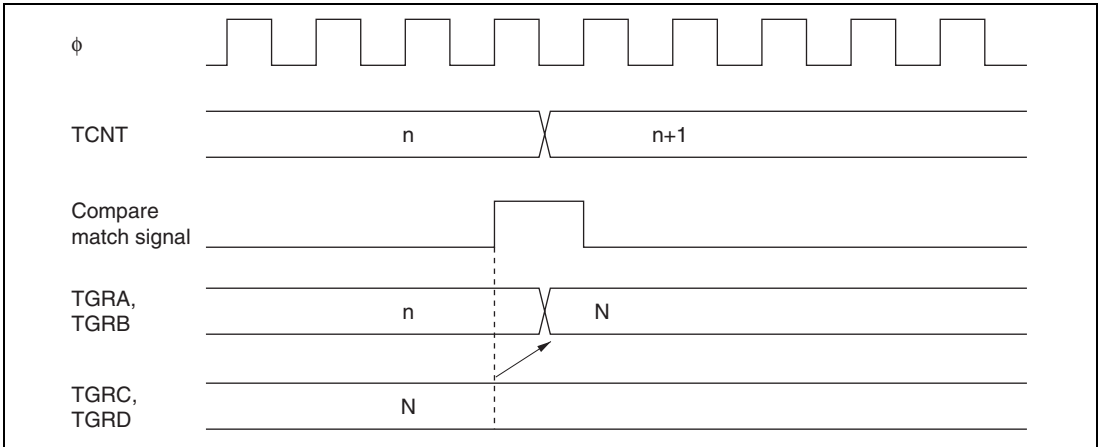 ϕ
TCNT
n
n+1
Compare
match signal
TGRA,
TGRB
n
N
TGRC,
TGRD
N